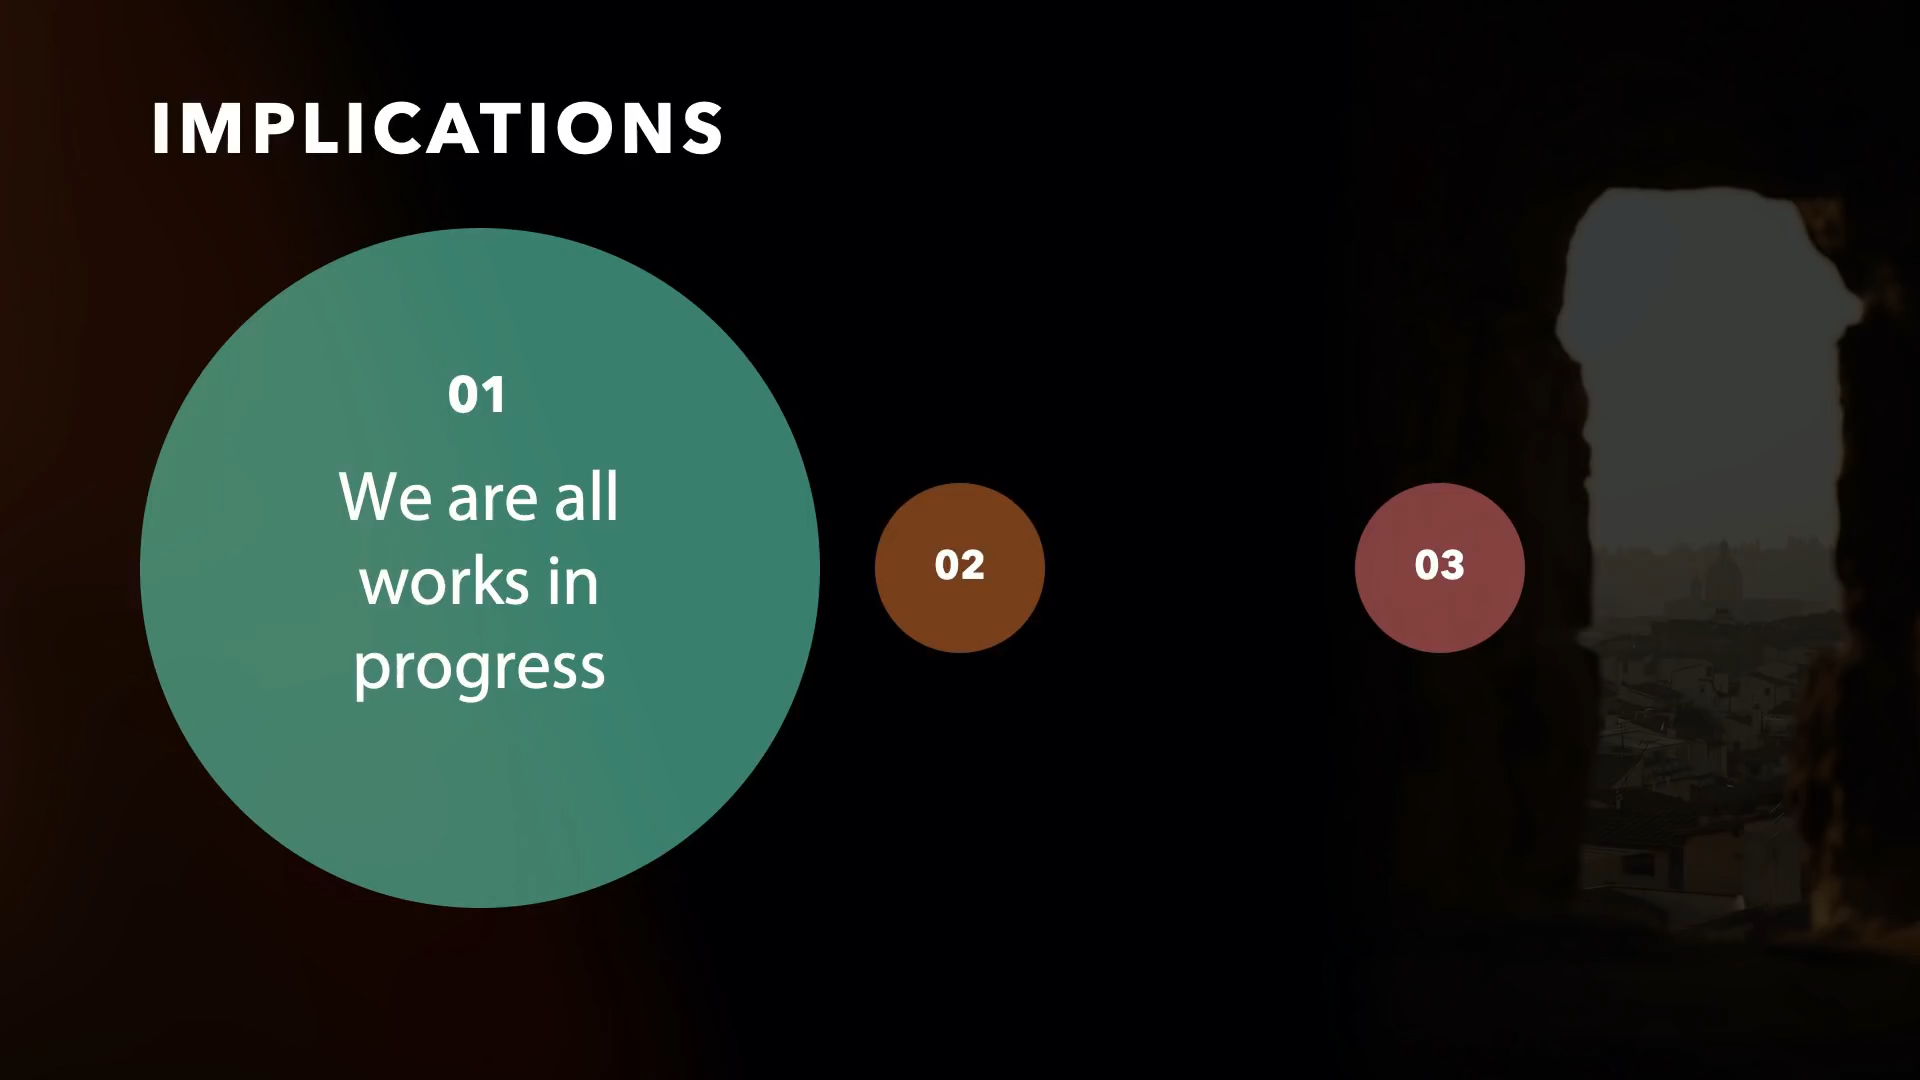 IMPLICATIONS
01
We are all
works in
progress
02
03